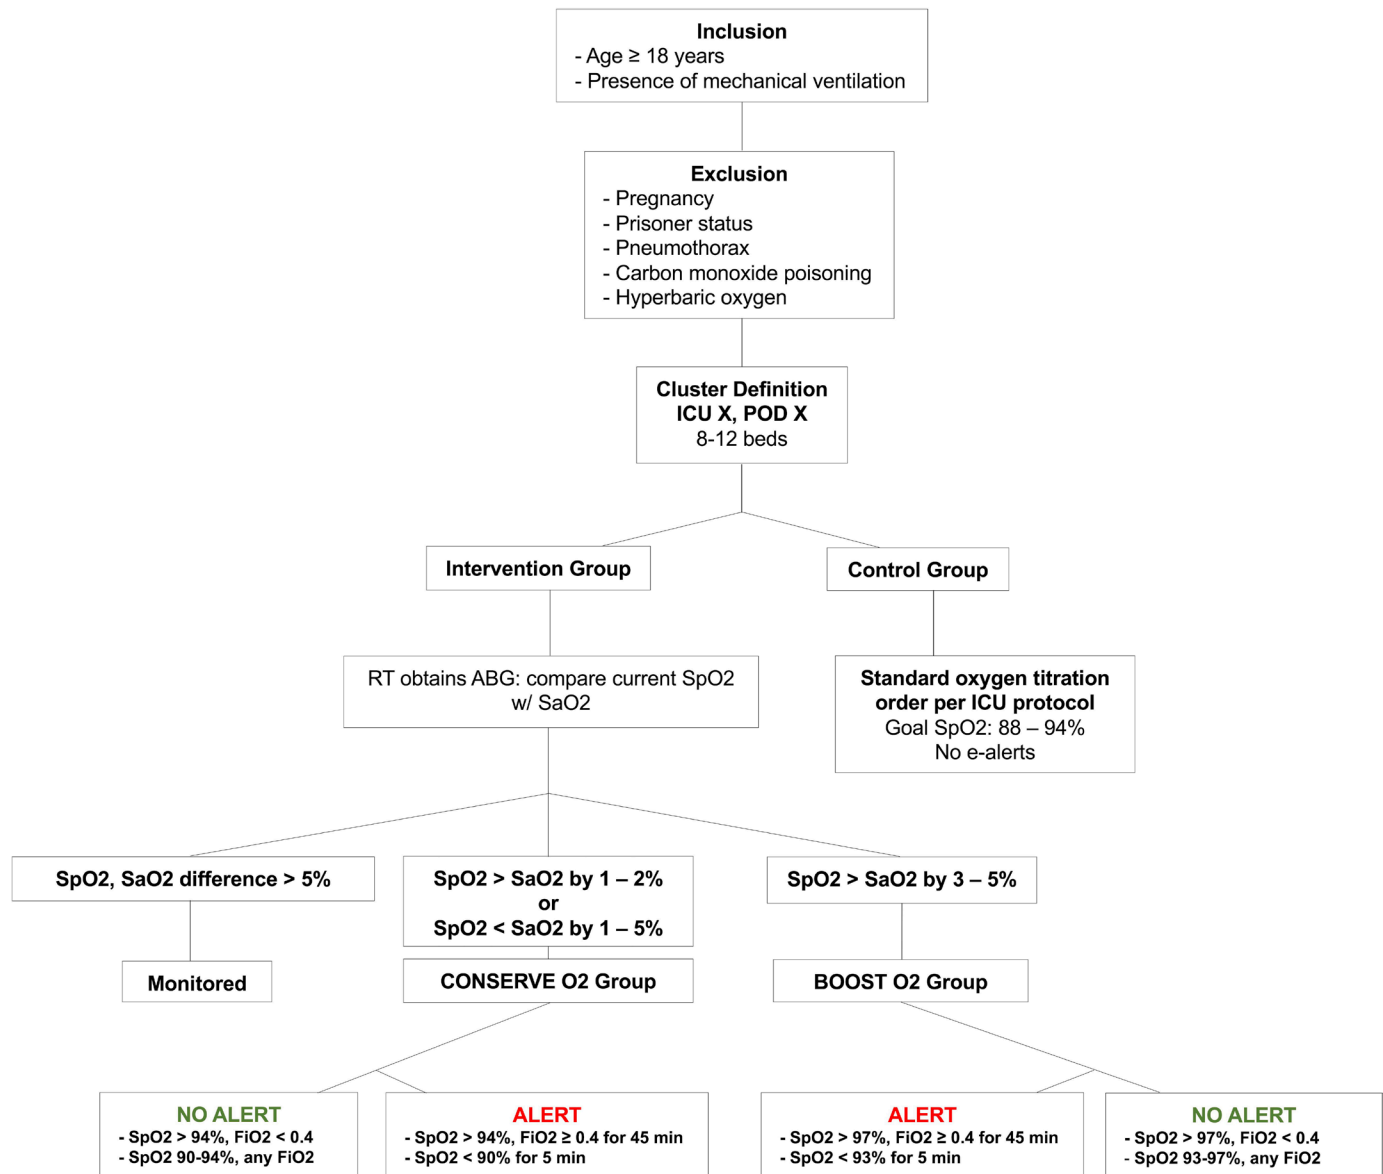 Inclusion
- Age ≥ 18 years
- Presence of mechanical ventilation
Exclusion
- Pregnancy
- Prisoner status
- Pneumothorax
- Carbon monoxide poisoning
- Hyperbaric oxygen
Cluster Definition
ICU X, POD X
8-12 beds
Intervention Group
Control Group
RT obtains ABG: compare current SpO2
w/ SaO2
Standard oxygen titration
order per ICU protocol
Goal SpO2: 88 – 94%
No e-alerts
SpO2, SaO2 difference > 5%
SpO2 > SaO2 by 1 – 2%
or
SpO2 < SaO2 by 1 – 5%
SpO2 > SaO2 by 3 – 5%
Monitored
CONSERVE O2 Group
BOOST O2 Group
NO ALERT
- SpO2 > 94%, FiO2 < 0.4
- SpO2 90-94%, any FiO2
ALERT
- SpO2 > 94%, FiO2 ≥ 0.4 for 45 min
- SpO2 < 90% for 5 min
ALERT
- SpO2 > 97%, FiO2 ≥ 0.4 for 45 min
- SpO2 < 93% for 5 min
NO ALERT
- SpO2 > 97%, FiO2 < 0.4
- SpO2 93-97%, any FiO2